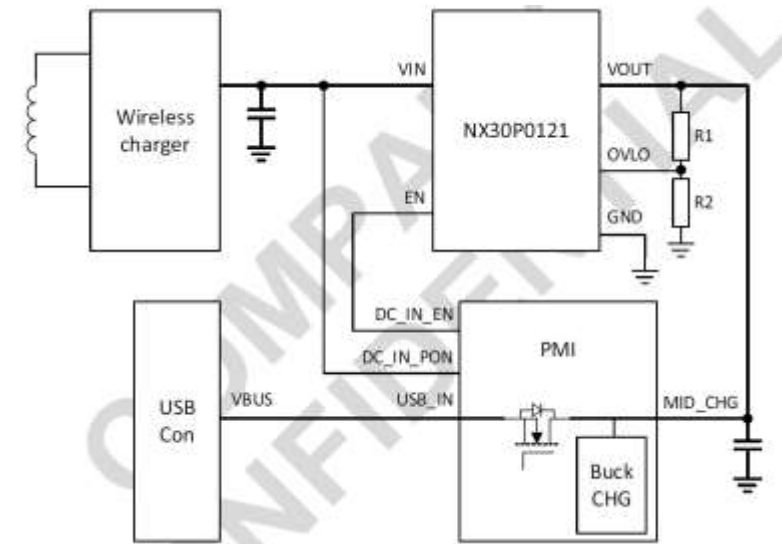 Wireless
charger
VIN
NX30P0121
VOUT
R1
OVLO
R2
EN
GND
DC_IN_EN
DC_IN_PON
PMI
USB
Con
VBUS
USB_IN
MID_CHG
Buck
CHG